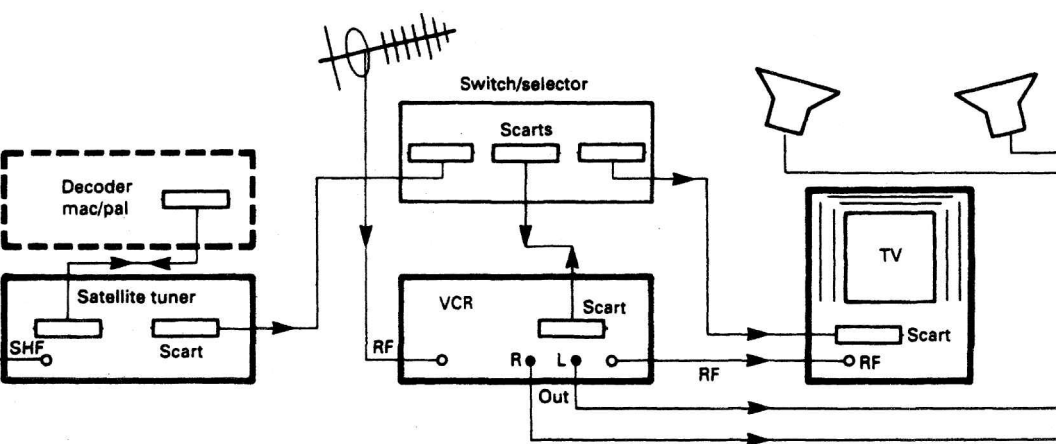 Switch/selector
Scarts
Decoder
mac/pal
Satellite tuner
Scart
SHF
RF
VCR
Scart
R
L
Out
RF
TV
Scart
RF